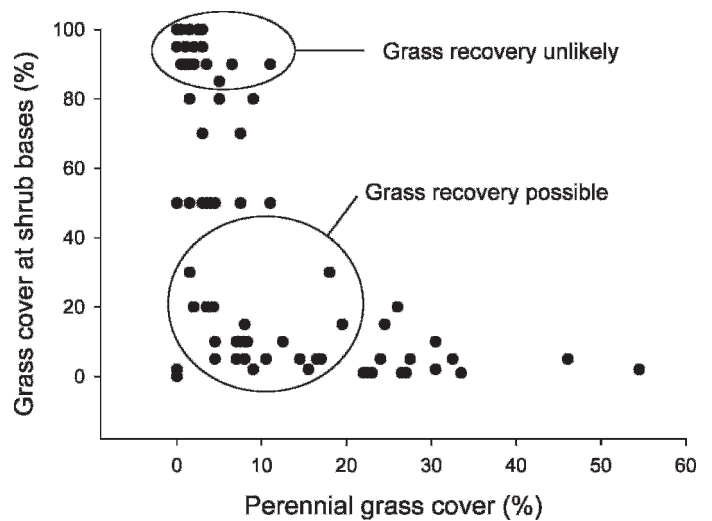 Grass cover at shrub bases (%)
100
80
60
40
20
0
Grass recovery unlikely
Grass recovery possible
0 10 20 30 40 50 60
Perennial grass cover (%)